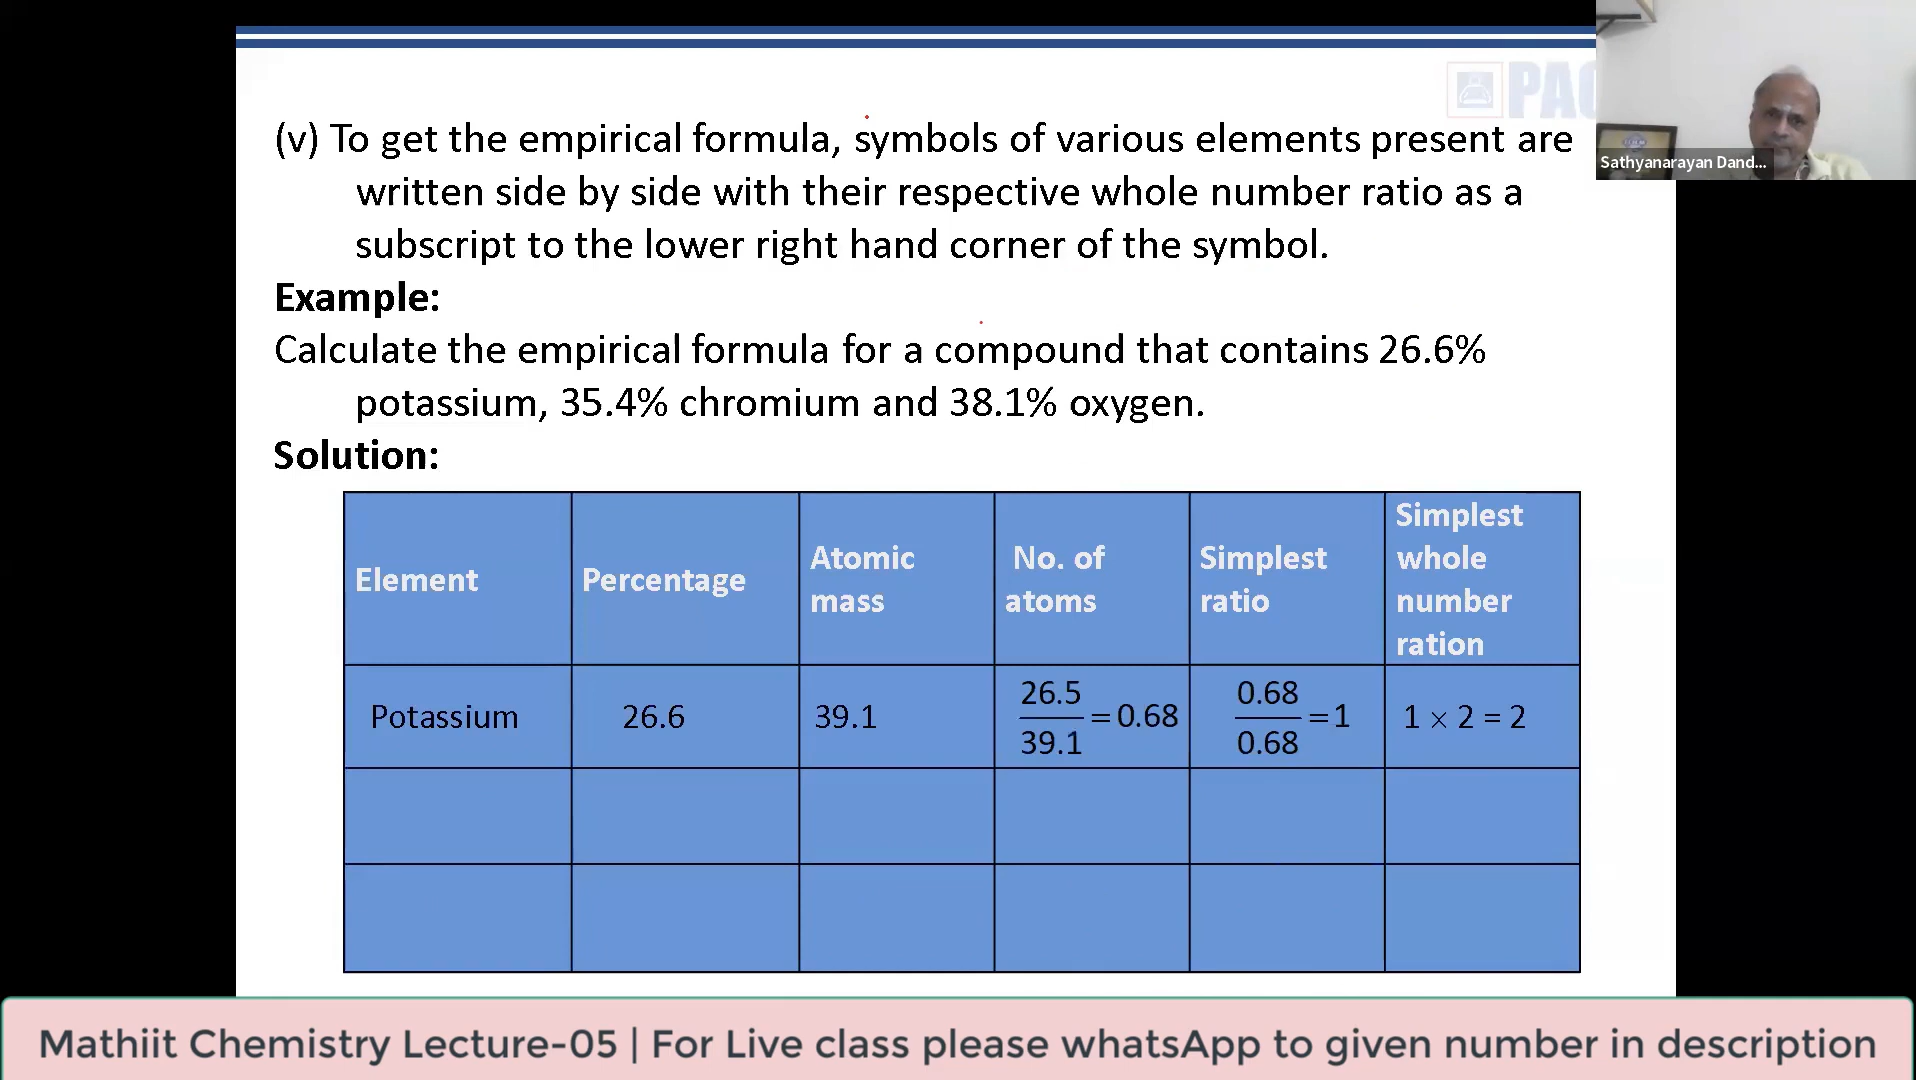 PAC
(v) To get the empirical formula, symbols of various elements present are
written side by side with their respective whole number ratio as a
subscript to the lower right hand corner of the symbol.
Sathyanarayan Dand...
Example:
Calculate the empirical formula for a compound that contains 26.6%
potassium, 35.4% chromium and 38.1% oxygen.
Solution:
Element
Percentage
Atomic
mass
No. of
atoms
Simplest
ratio
Simplest
whole
number
ration
Potassium
26.6
39.1
26.5
39.1
=0.68
0.68
0.68
=1
1 × 2 = 2
Mathiit Chemistry Lecture-05 | For Live class please whatsApp to given number in description